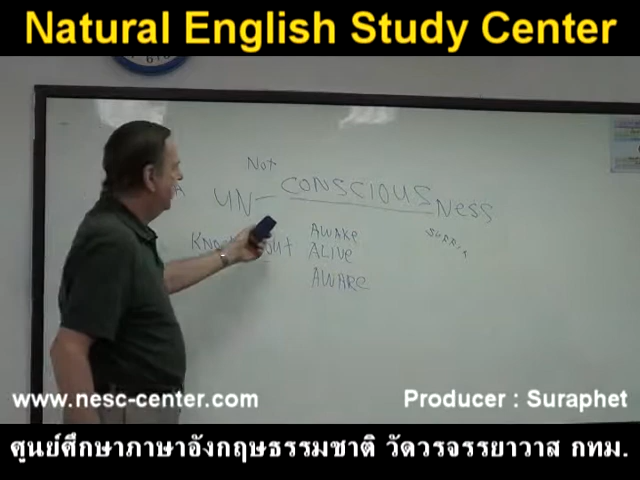 Natural English Study Center
Not
UN-CONSCIOUSNess
AWAKe
ALIVe
AWARe
www.nesc-center.com
Producer : Suraphet
ศูนย์ศึกษาภาษาอังกฤษธรรมชาติ วัดวรจรรยาวาส กทม.